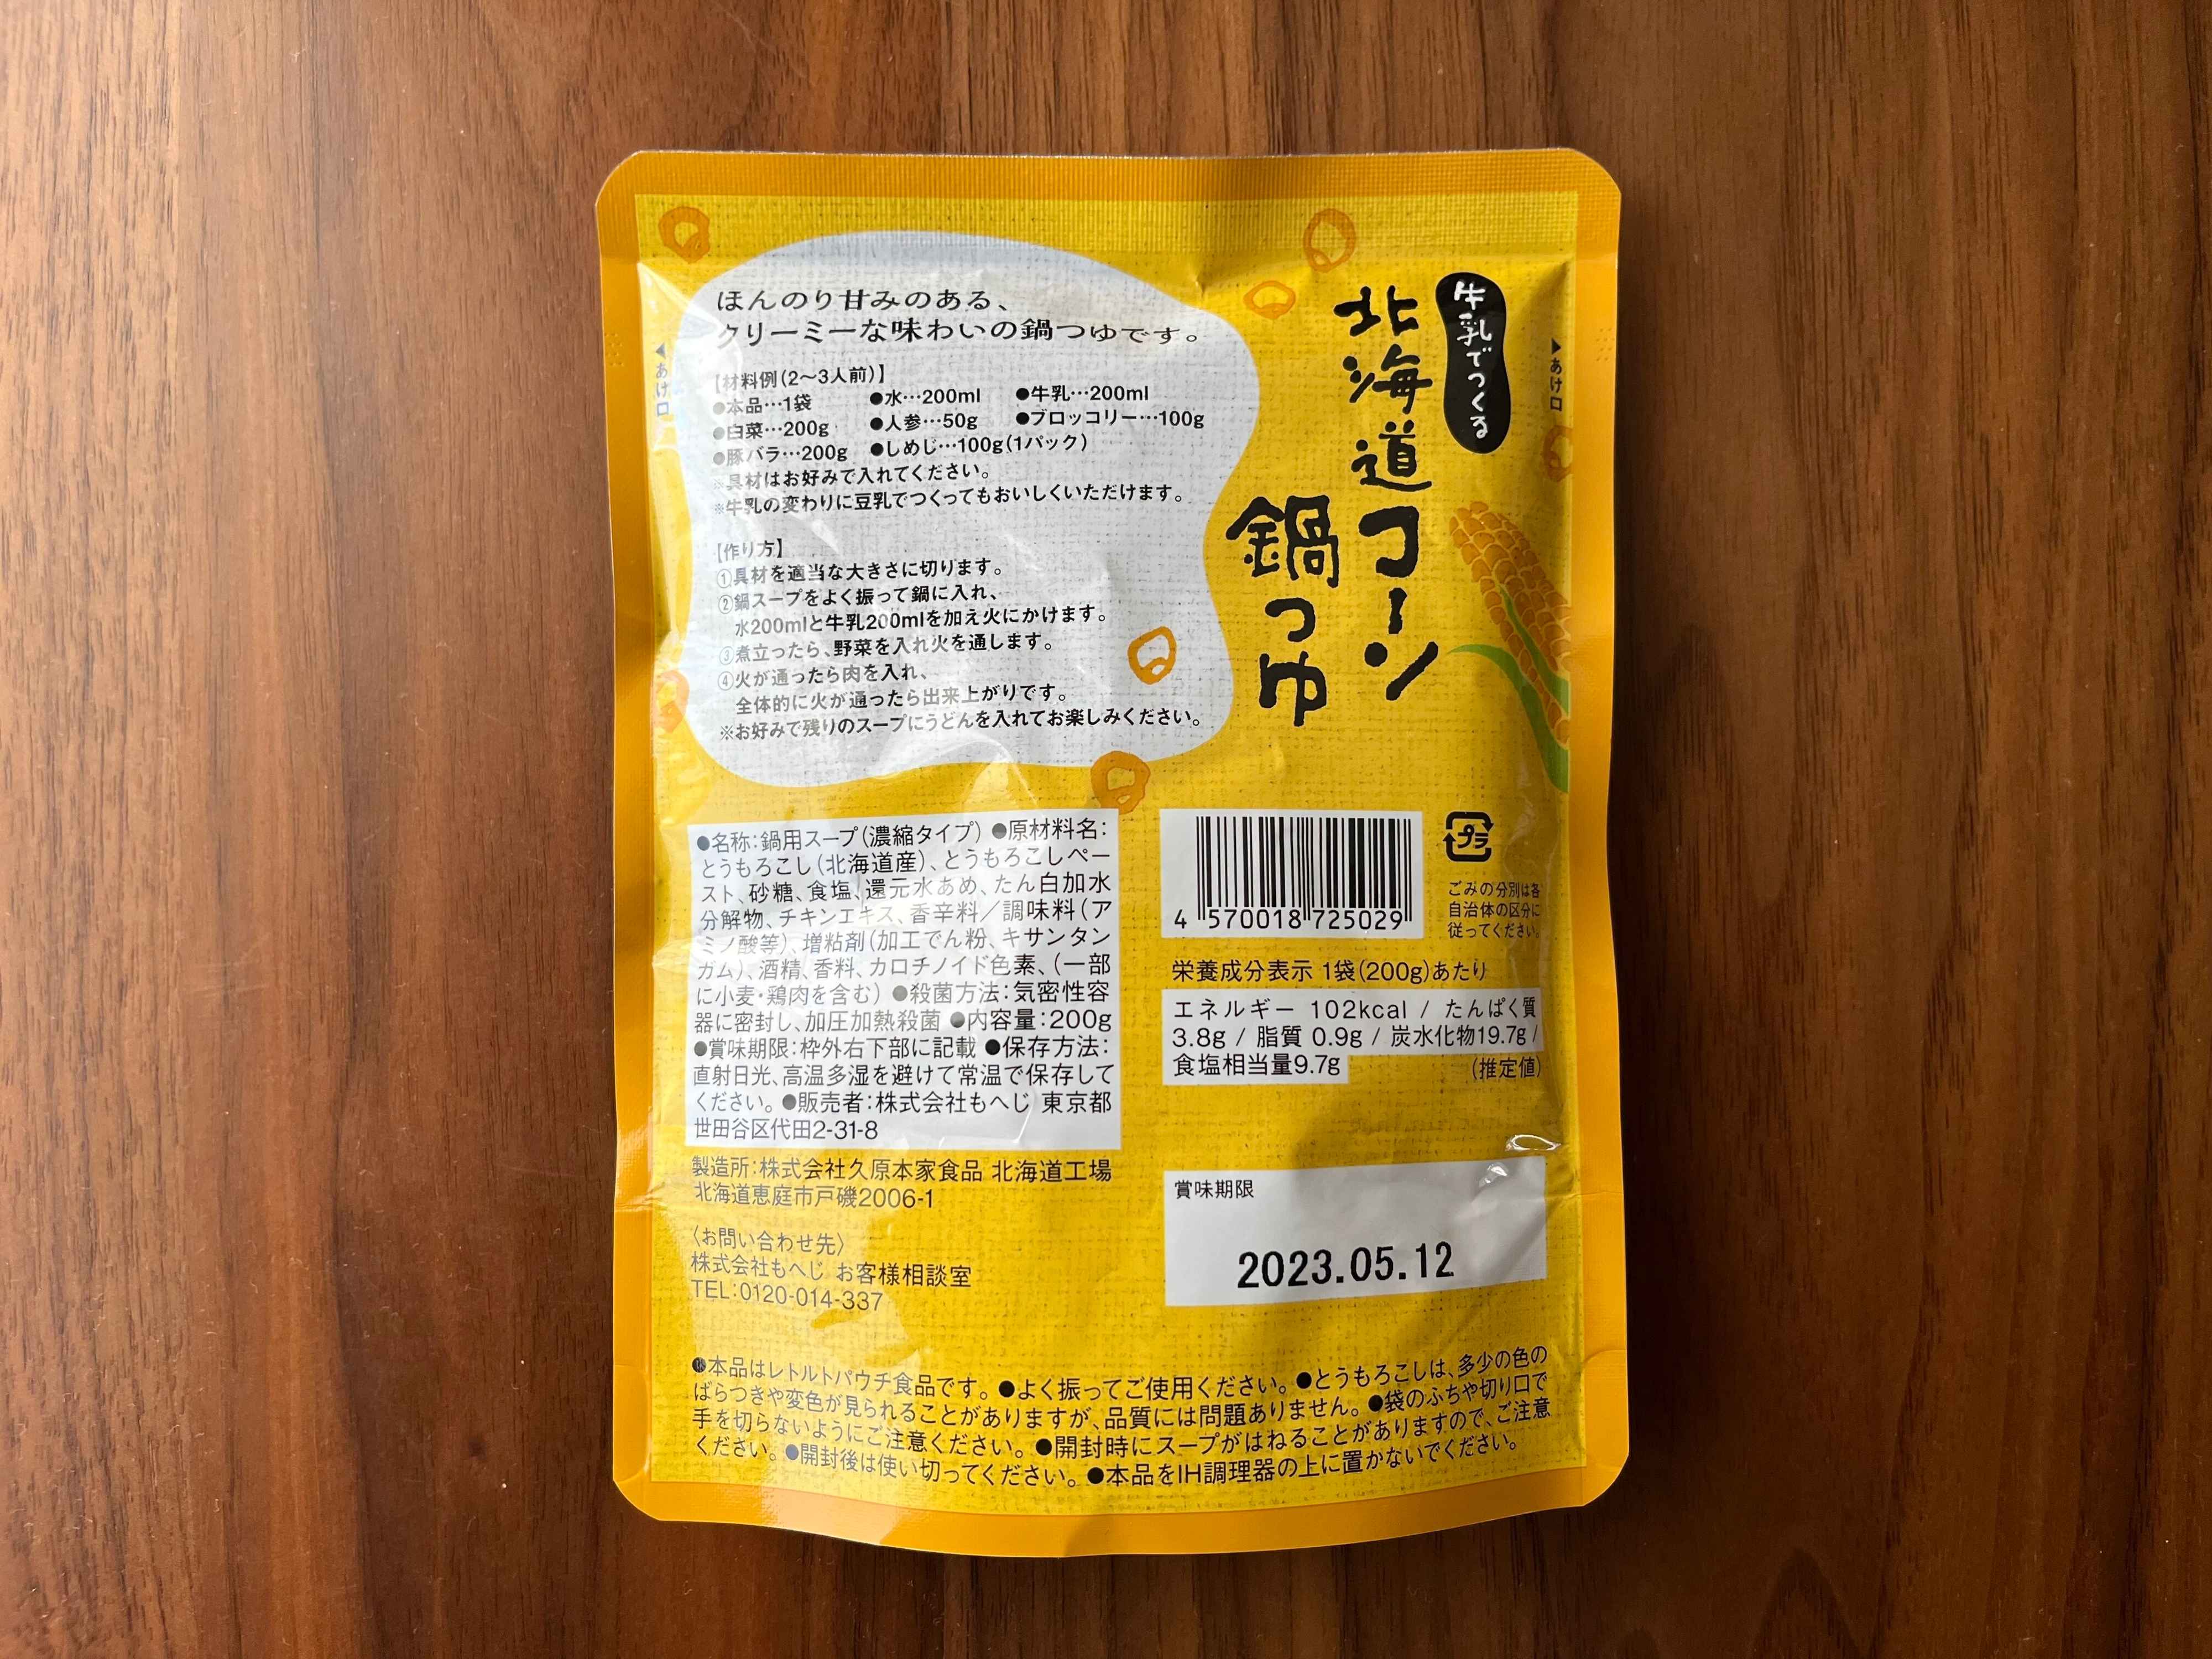 牛乳でつくる
北海道コーン
鍋つゆ
◀あけ口
▶あけ口
ほんのり甘みのある、
クリーミーな味わいの鍋つゆです。
【材料例(2〜3人前)】
●本品…1袋 ●水…200ml ●牛乳…200ml
●白菜…200g ●人参…50g ●ブロッコリー…100g
●豚バラ…200g ●しめじ…100g(1パック)
※具材はお好みで入れてください。
※牛乳の変わりに豆乳でつくってもおいしくいただけます。
【作り方】
①具材を適当な大きさに切ります。
②鍋スープをよく振って鍋に入れ、
水200mlと牛乳200mlを加え火にかけます。
③煮立ったら、野菜を入れ火を通します。
④火が通ったら肉を入れ、
全体的に火が通ったら出来上がりです。
※お好みで残りのスープにうどんを入れてお楽しみください。
●名称:鍋用スープ(濃縮タイプ) ●原材料名:
とうもろこし(北海道産)、とうもろこしペー
スト、砂糖、食塩、還元水あめ、たん白加水
分解物、チキンエキス、香辛料/調味料(ア
ミノ酸等)、増粘剤(加工でん粉、キサンタン
ガム)、酒精、香料、カロチノイド色素、(一部
に小麦・鶏肉を含む) ●殺菌方法:気密性容
器に密封し、加圧加熱殺菌 ●内容量:200g
●賞味期限:枠外右下部に記載 ●保存方法:
直射日光、高温多湿を避けて常温で保存して
ください。 ●販売者:株式会社もへじ 東京都
世田谷区代田2-31-8
製造所:株式会社久原本家食品 北海道工場
北海道恵庭市戸磯2006-1
〈お問い合わせ先〉
株式会社もへじ お客様相談室
TEL:0120-014-337
4 570018 725029
プラ
ごみの分別は各
自治体の区分に
従ってください。
栄養成分表示 1袋(200g)あたり
エネルギー 102kcal / たんぱく質
3.8g / 脂質 0.9g / 炭水化物19.7g /
食塩相当量9.7g (推定値)
賞味期限
2023.05.12
●本品はレトルトパウチ食品です。●よく振ってご使用ください。●とうもろこしは、多少の色の
ばらつきや変色が見られることがありますが、品質には問題ありません。●袋のふちや切り口で
手を切らないようにご注意ください。●開封時にスープがはねることがありますので、ご注意
ください。●開封後は使い切ってください。●本品をIH調理器の上に置かないでください。